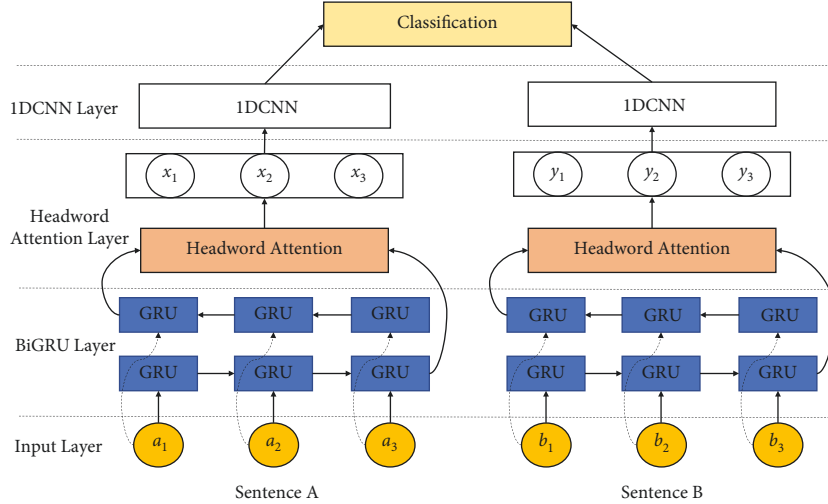 Classification
1DCNN Layer
1DCNN
1DCNN
x1 x2 x3
y1 y2 y3
Headword
Attention Layer
Headword Attention
Headword Attention
GRU GRU GRU
GRU GRU GRU
BiGRU Layer
GRU GRU GRU
GRU GRU GRU
Input Layer
a1 a2 a3
b1 b2 b3
Sentence A
Sentence B